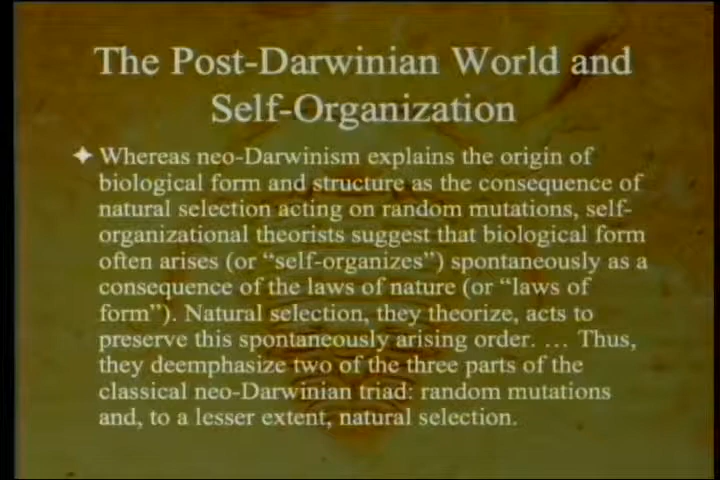 The Post-Darwinian World and
Self-Organization
Whereas neo-Darwinism explains the origin of
biological form and structure as the consequence of
natural selection acting on random mutations, self-
organizational theorists suggest that biological form
often arises (or “self-organizes”) spontaneously as a
consequence of the laws of nature (or “laws of
form”). Natural selection, they theorize, acts to
preserve this spontaneously arising order. … Thus,
they deemphasize two of the three parts of the
classical neo-Darwinian triad: random mutations
and, to a lesser extent, natural selection.